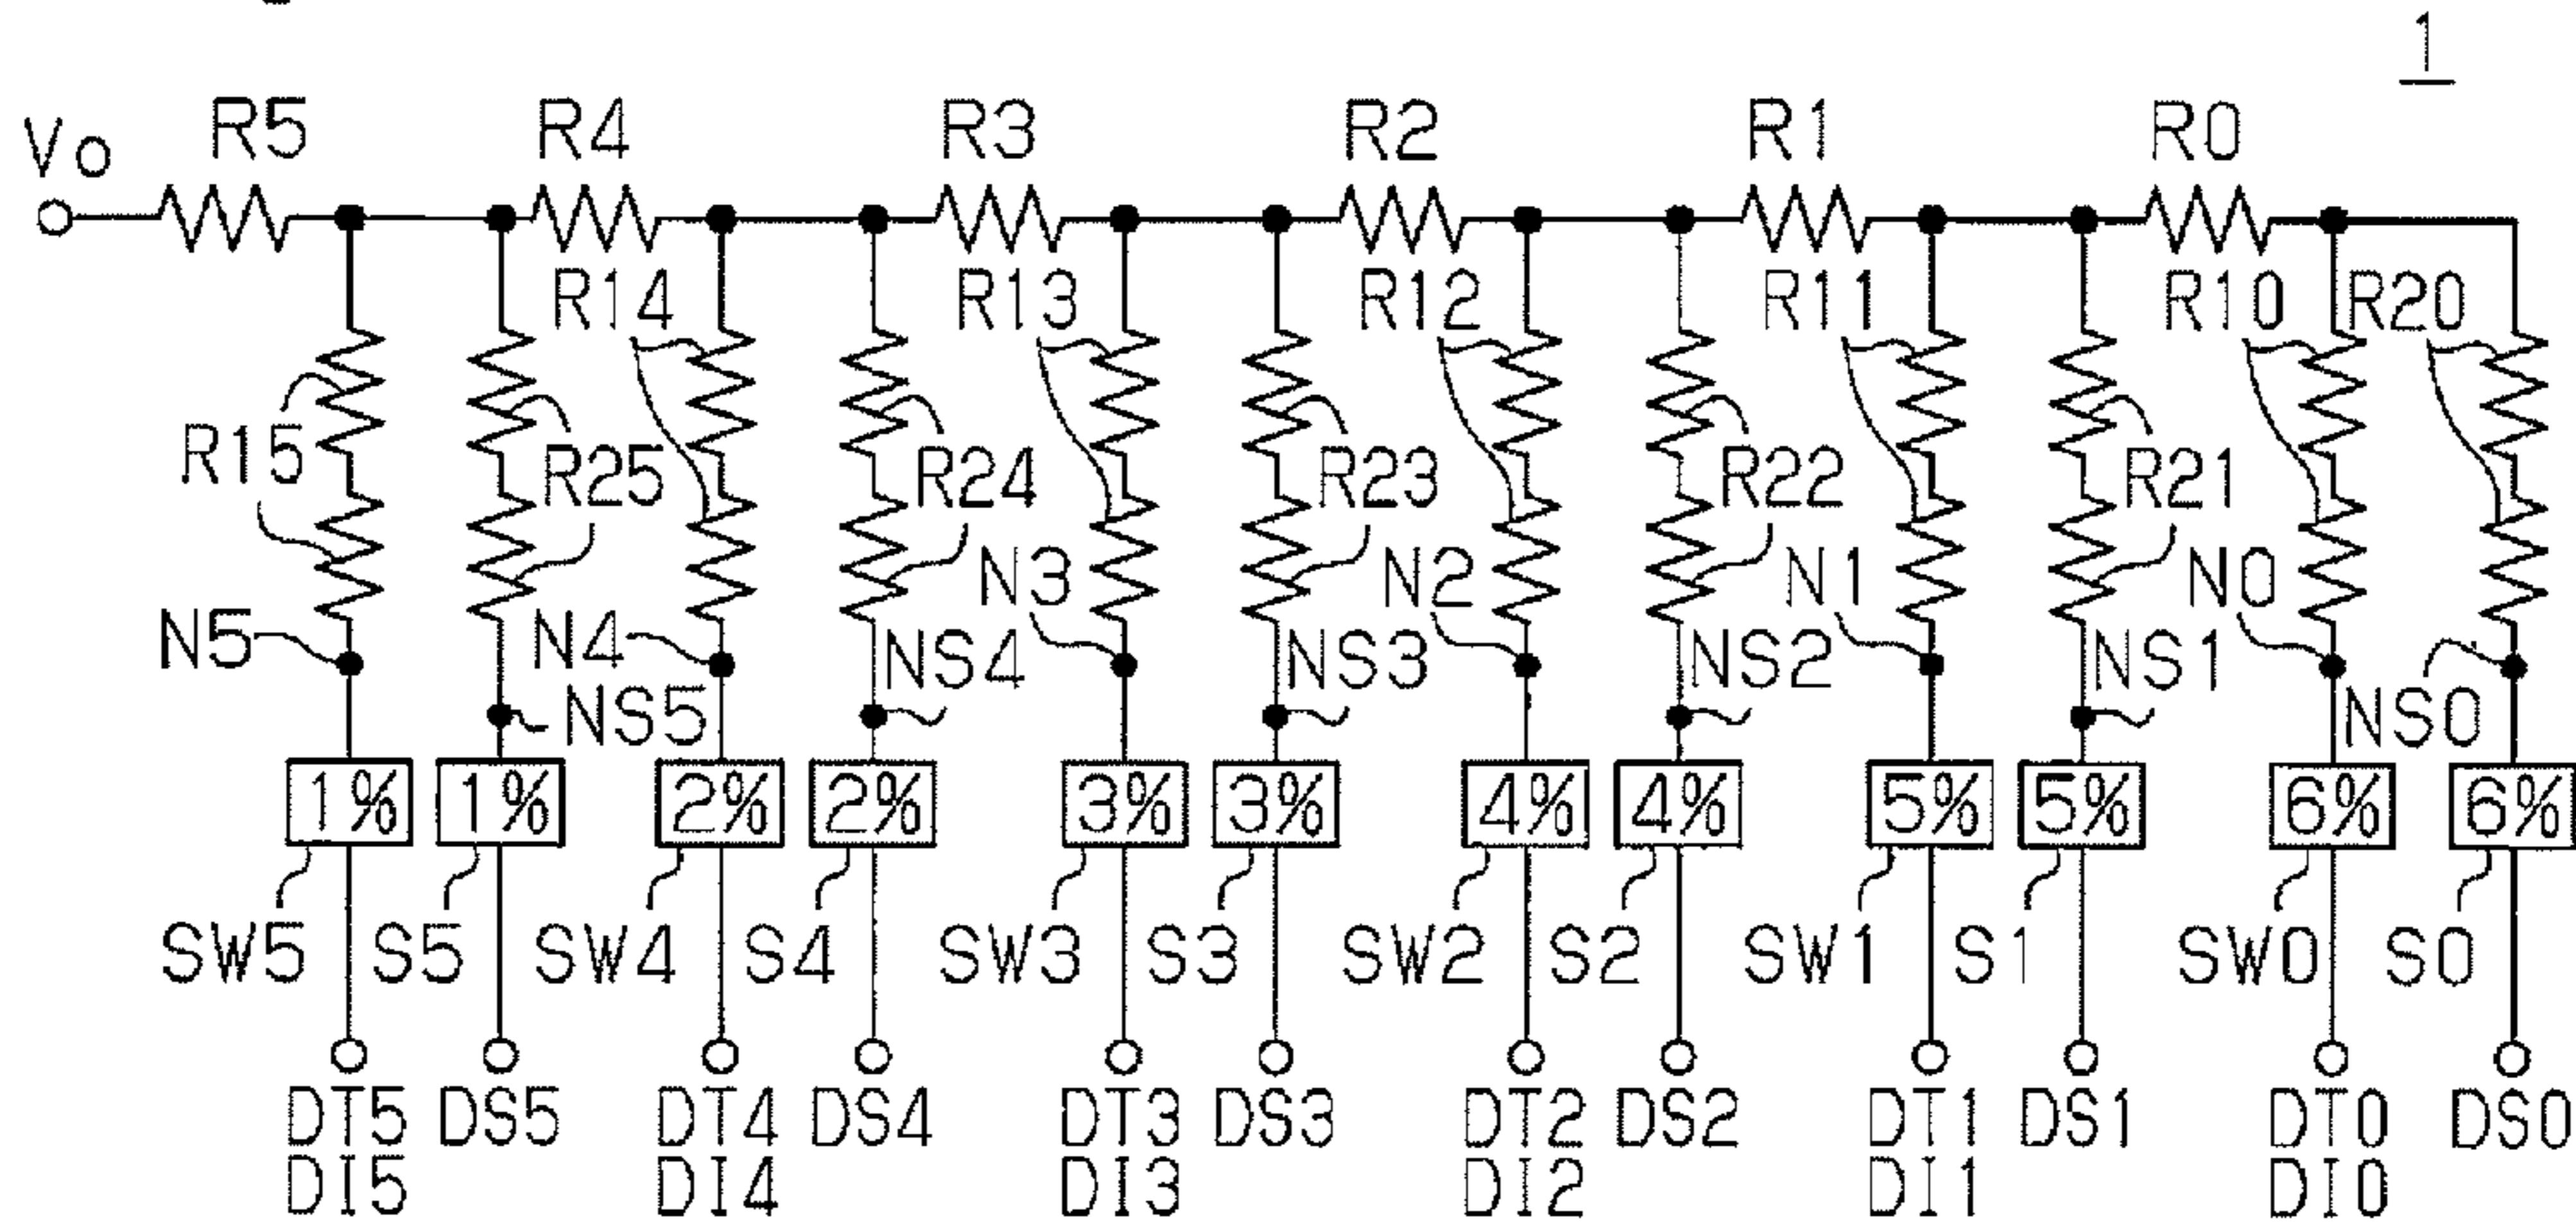 1
Vo R5 R4 R3 R2 R1 R0
R14 R13 R12 R11 R10 R20
R15 R25 R24 R23 R22 R21
N5 N4 N3 N2 N1 N0
NS5 NS4 NS3 NS2 NS1 NS0
1% 1% 2% 2% 3% 3% 4% 4% 5% 5% 6% 6%
SW5 S5 SW4 S4 SW3 S3 SW2 S2 SW1 S1 SW0 S0
DT5 DS5 DT4 DS4 DT3 DS3 DT2 DS2 DT1 DS1 DT0 DS0
DI5 DI4 DI3 DI2 DI1 DI0